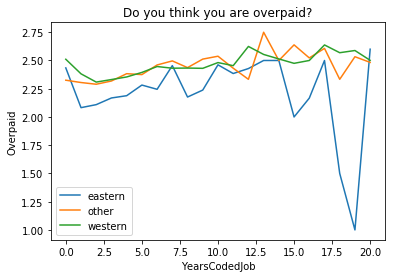 Do you think you are overpaid?
Overpaid
2.75
2.50
2.25
2.00
1.75
1.50
1.25
1.00
eastern
other
western
0.0 2.5 5.0 7.5 10.0 12.5 15.0 17.5 20.0
YearsCodedJob